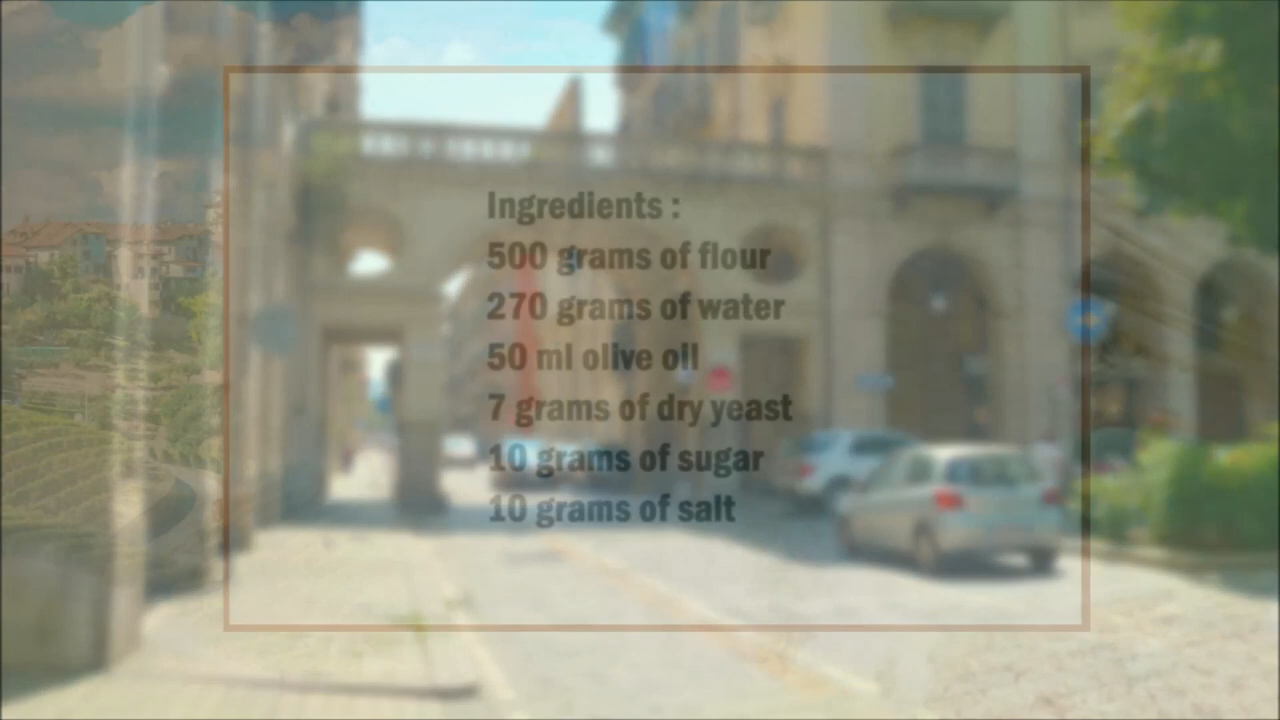 Ingredients :
500 grams of flour
270 grams of water
50 ml olive oil
7 grams of dry yeast
10 grams of sugar
10 grams of salt